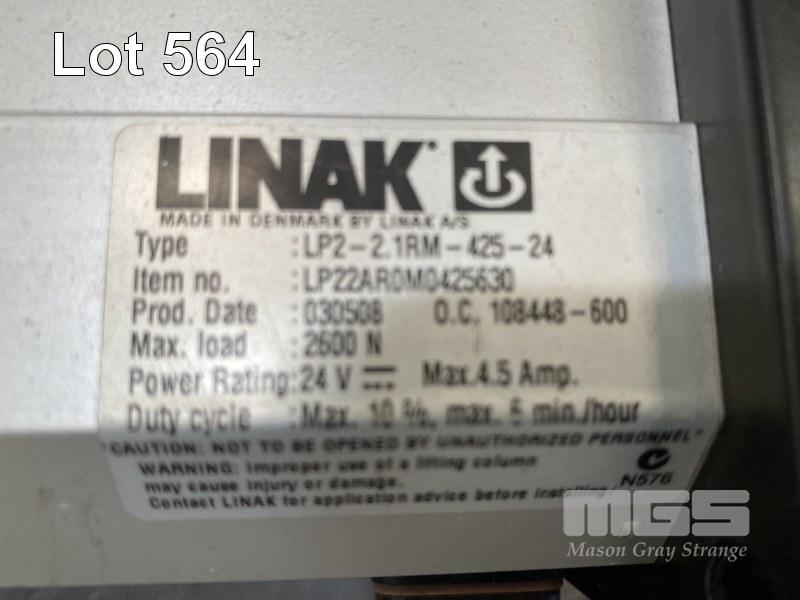 Lot 564
LINAK
MADE IN DENMARK BY LINAK A/S
Type :LP2-2.1RM-425-24
Item no. :LP22AR0M0425630
Prod. Date :030508 O.C. 108448-600
Max. load :2600 N
Power Rating:24 V Max.4.5 Amp.
Duty cycle :Max. 10 %, max. 6 min./hour
"CAUTION: NOT TO BE OPENED BY UNAUTHORIZED PERSONNEL"
WARNING: Improper use of a lifting column
may cause injury or damage.
Contact LINAK for application advice before installing
N576
MGS
Mason Gray Strange